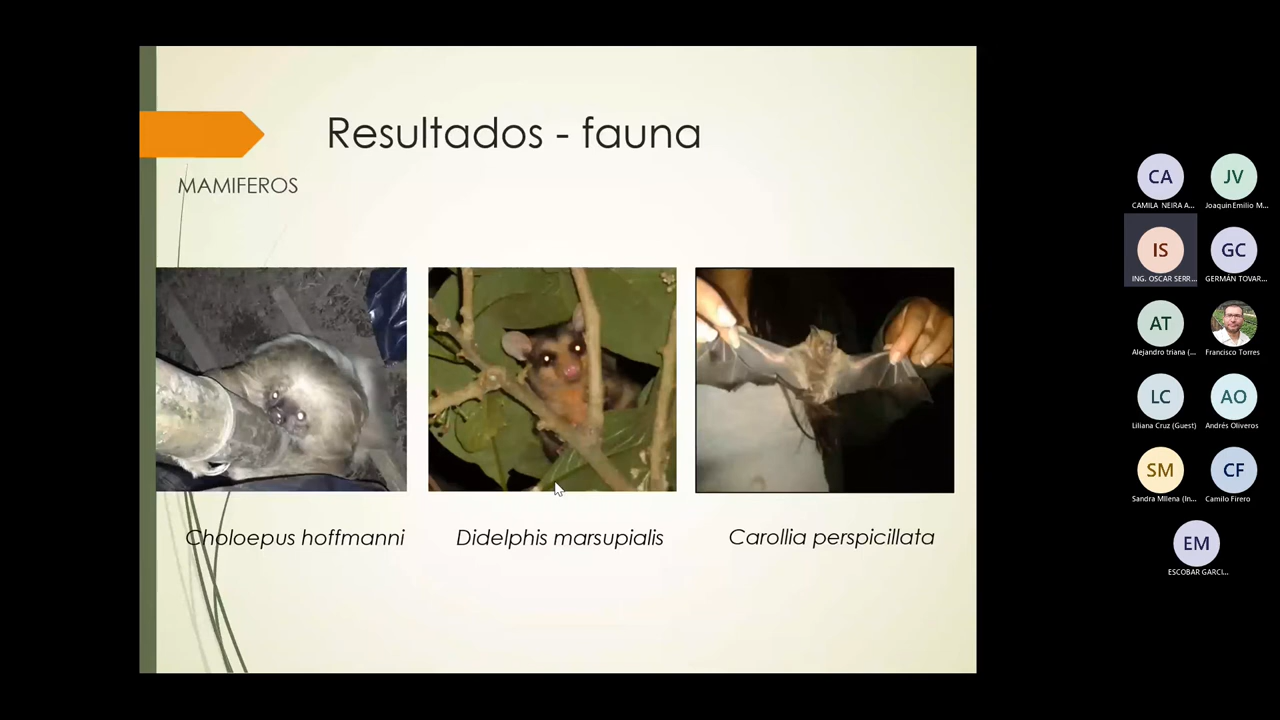 Resultados - fauna
MAMIFEROS
Choloepus hoffmanni
Didelphis marsupialis
Carollia perspicillata
CA
CAMILA NEIRA A...
JV
Joaquin Emilio M...
IS
ING. OSCAR SERR...
GC
GERMÁN TOVAR...
AT
Alejandro triana (...
Francisco Torres
LC
Liliana Cruz (Guest)
AO
Andrés Oliveros
SM
Sandra MIlena (In...
CF
Camilo Firero
EM
ESCOBAR GARCI...